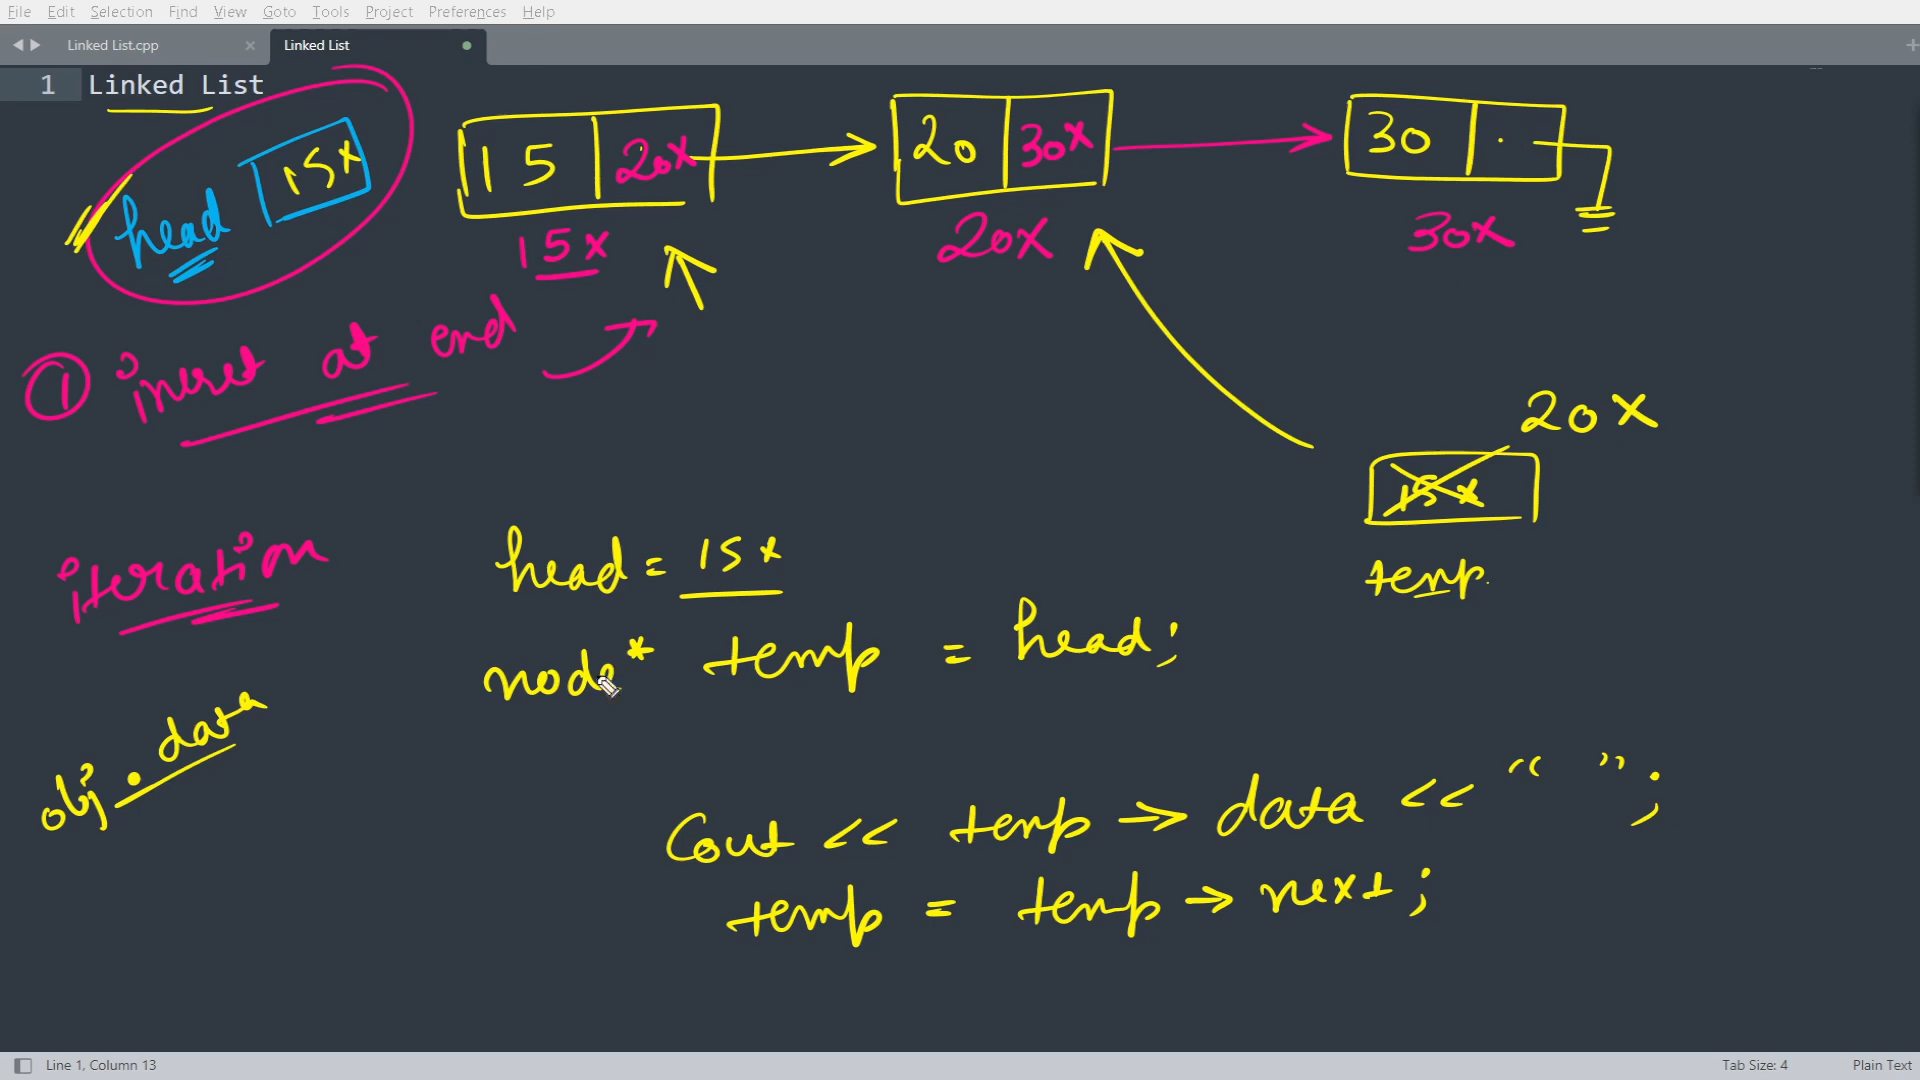 File Edit Selection Find View Goto Tools Project Preferences Help
Linked List.cpp × Linked List
1 Linked List
head 15x
15 20x
20 30x
30
15x
20x
30x
① inesret at end
20x
15x
temp
iteration
head = 15x
node* temp = head;
obj.data
Cout << temp → data << " ";
temp = temp → next;
Line 1, Column 13 Tab Size: 4 Plain Text